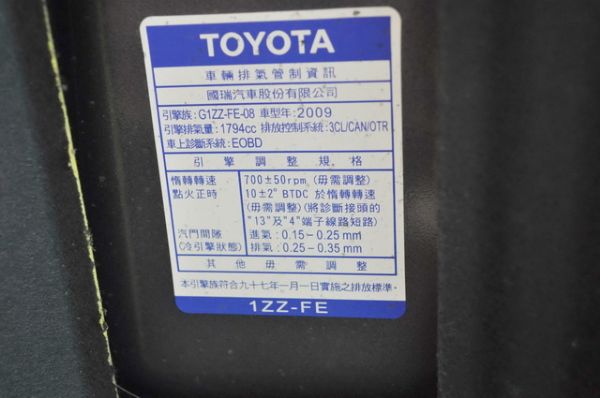 TOYOTA
車輛排氣管制資訊
國瑞汽車股份有限公司
引擎族:G1ZZ-FE-08 車型年:2009
引擎排氣量:1794cc 排放控制系統:3CL/CAN/OTR
車上診斷系統:EOBD
引擎調整規格
惰轉轉速 700±50rpm (毋需調整)
點火正時 10±2° BTDC 於惰轉轉速
(毋需調整)(將診斷接頭的
"13"及"4"端子線路短路)
汽門間隙 進氣:0.15-0.25mm
(冷引擎狀態) 排氣:0.25-0.35mm
其他毋需調整
本引擎族符合九十七年一月一日實施之排放標準。
1ZZ-FE